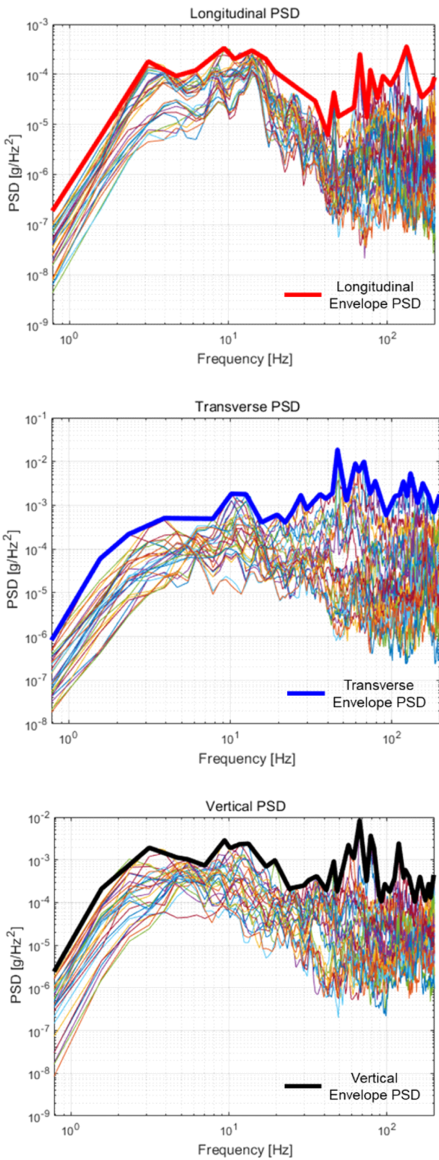 Longitudinal PSD
10^-3
10^-4
10^-5
10^-6
10^-7
10^-8
10^-9
PSD [g/Hz^2]
Longitudinal
Envelope PSD
10^0 10^1 10^2
Frequency [Hz]
Transverse PSD
10^-1
10^-2
10^-3
10^-4
10^-5
10^-6
10^-7
10^-8
PSD [g/Hz^2]
Transverse
Envelope PSD
10^0 10^1 10^2
Frequency [Hz]
Vertical PSD
10^-2
10^-3
10^-4
10^-5
10^-6
10^-7
10^-8
10^-9
PSD [g/Hz^2]
Vertical
Envelope PSD
10^0 10^1 10^2
Frequency [Hz]